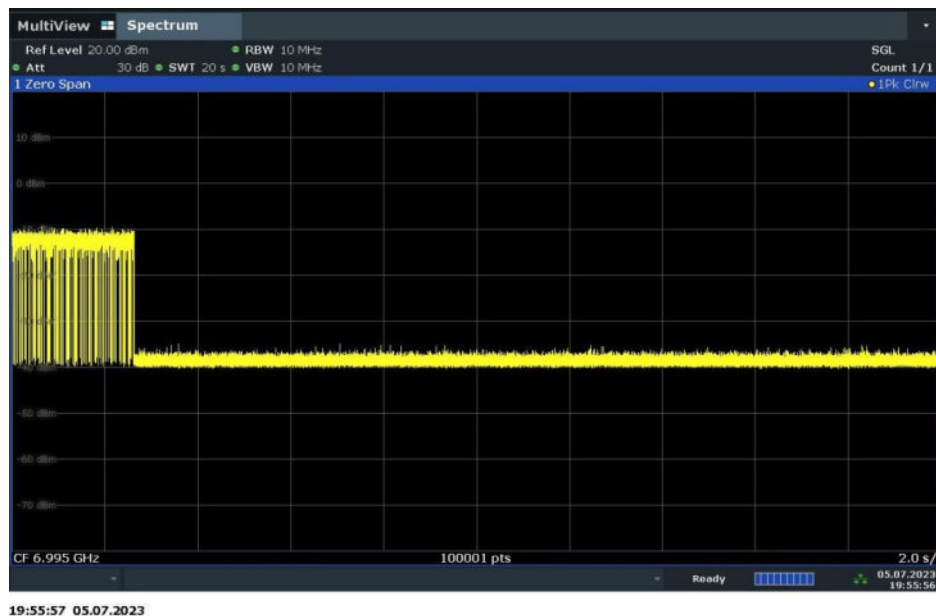 MultiView Spectrum
Ref Level 20.00 dBm RBW 10 MHz SGL
Att 30 dB SWT 20 s VBW 10 MHz Count 1/1
1 Zero Span 1Pk Clrw
10 dBm
0 dBm
-50 dBm
-60 dBm
-70 dBm
CF 6.995 GHz 100001 pts 2.0 s/
Ready 05.07.2023
19:55:56
19:55:57 05.07.2023